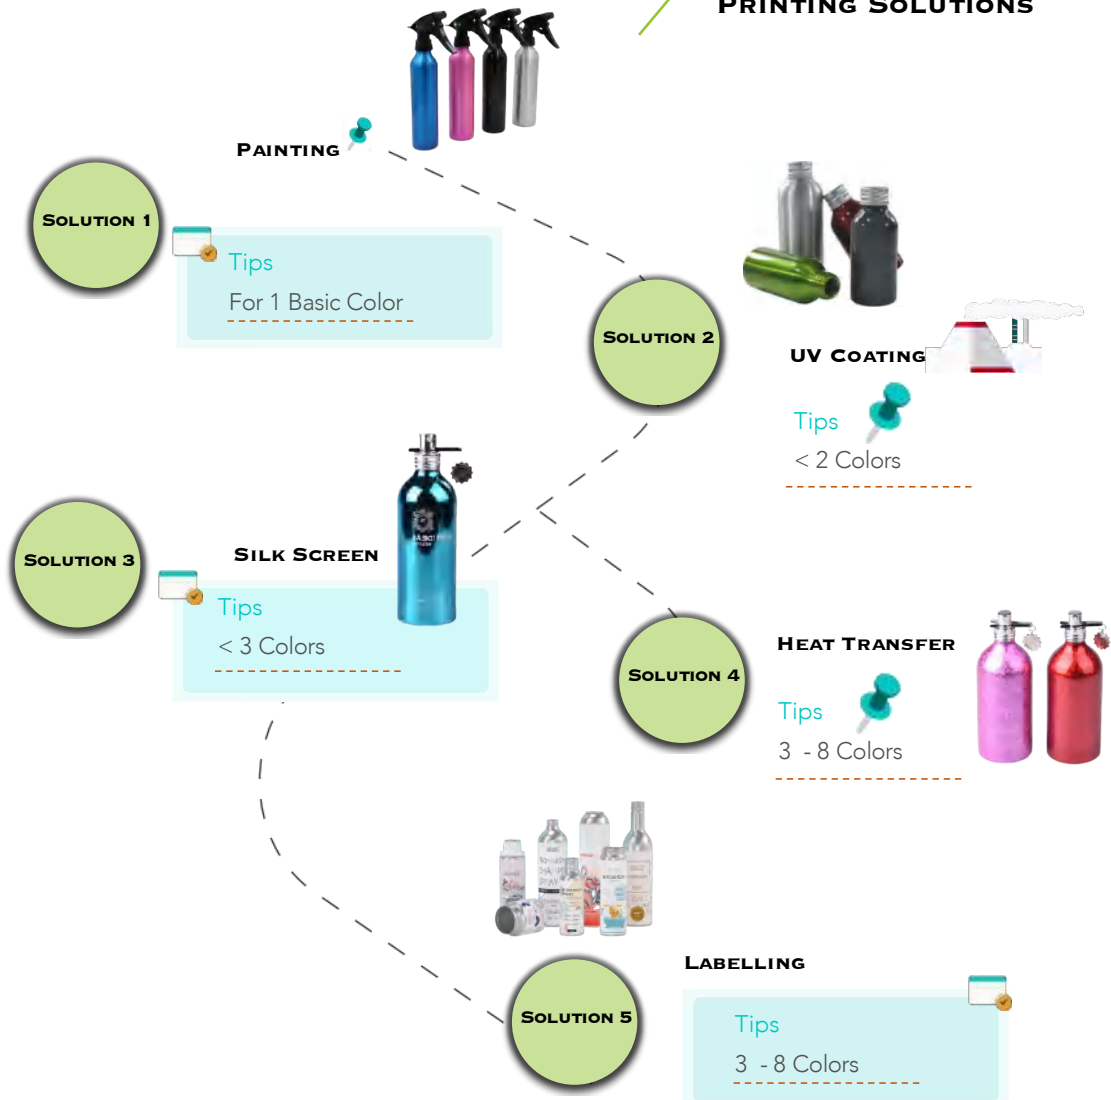 PRINTING SOLUTIONS
PAINTING
SOLUTION 1
Tips
For 1 Basic Color
SOLUTION 2
UV COATING
Tips
< 2 Colors
SOLUTION 3
SILK SCREEN
Tips
< 3 Colors
SOLUTION 4
HEAT TRANSFER
Tips
3 - 8 Colors
SOLUTION 5
LABELLING
Tips
3 - 8 Colors